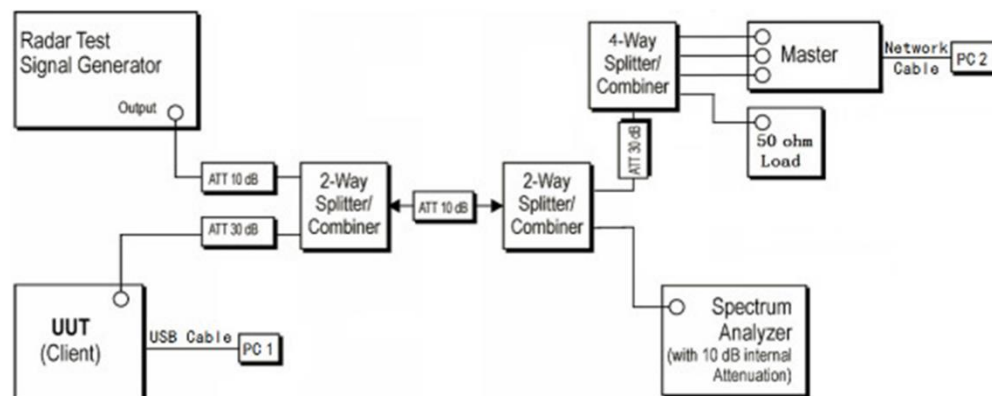 Radar Test
Signal Generator
Output
ATT 10 dB
ATT 30 dB
2-Way
Splitter/
Combiner
ATT 10 dB
2-Way
Splitter/
Combiner
4-Way
Splitter/
Combiner
ATT 30 dB
Master
Network
Cable
PC 2
50 ohm
Load
UUT
(Client)
USB Cable
PC 1
Spectrum
Analyzer
(with 10 dB internal
Attenuation)